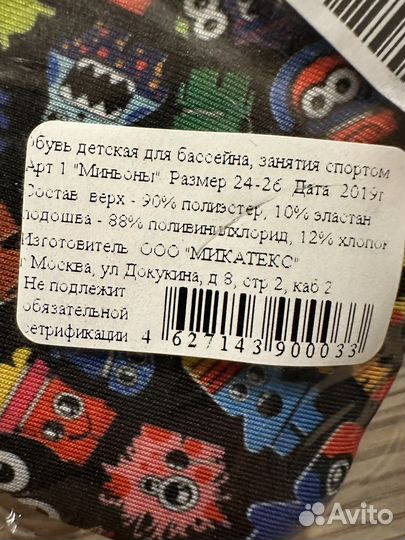 обувь детская для бассейна, занятия спортом
Арт 1 "Миньоны" Размер 24-26 Дата 2019г
Состав верх - 90% полиэстер, 10% эластан
подошва - 88% поливинилхлорид, 12% хлопок
Изготовитель ООО "МИКАТЕКС"
г Москва, ул Докукина, д 8, стр 2, каб 2
Не подлежит
обязательной
сетрификации
4 627143 900033
Avito